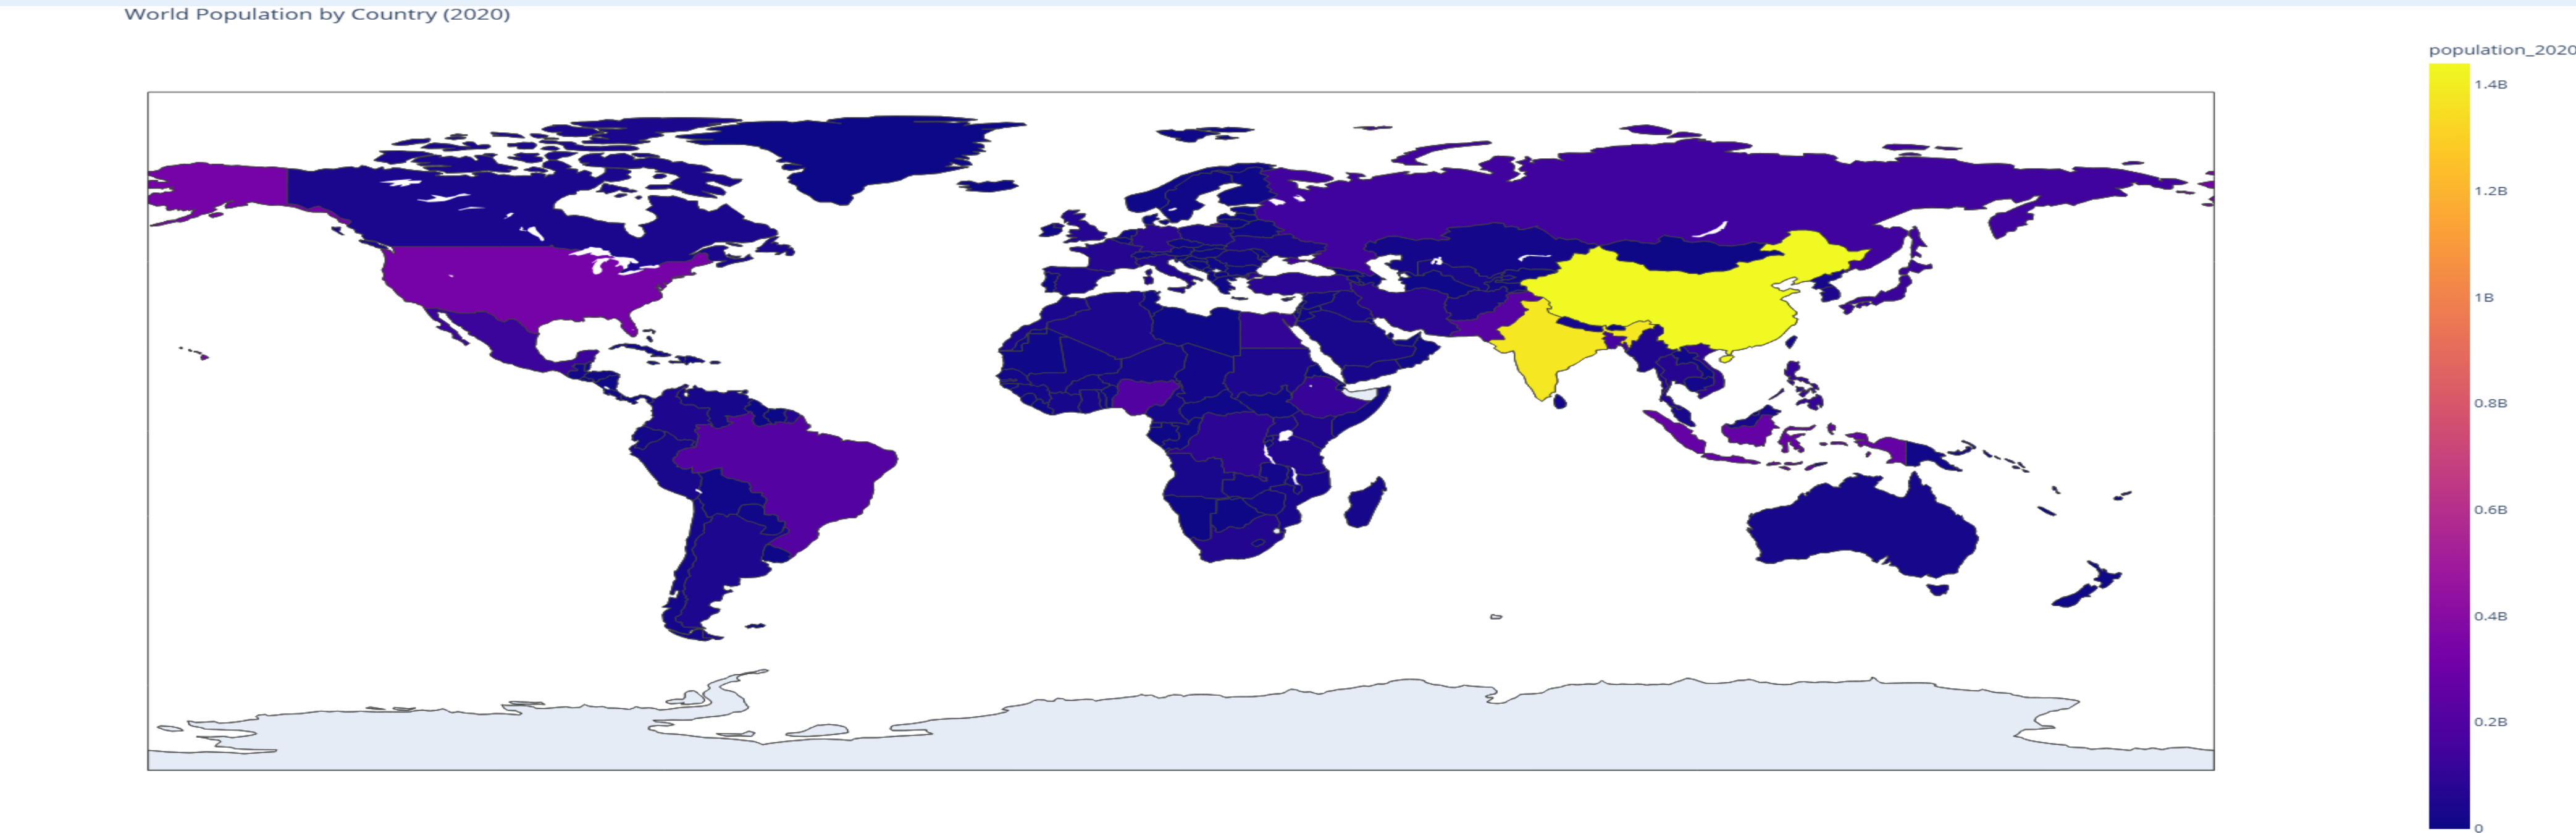 World Population by Country (2020)
population_2020
1.4B
1.2B
1B
0.8B
0.6B
0.4B
0.2B
0